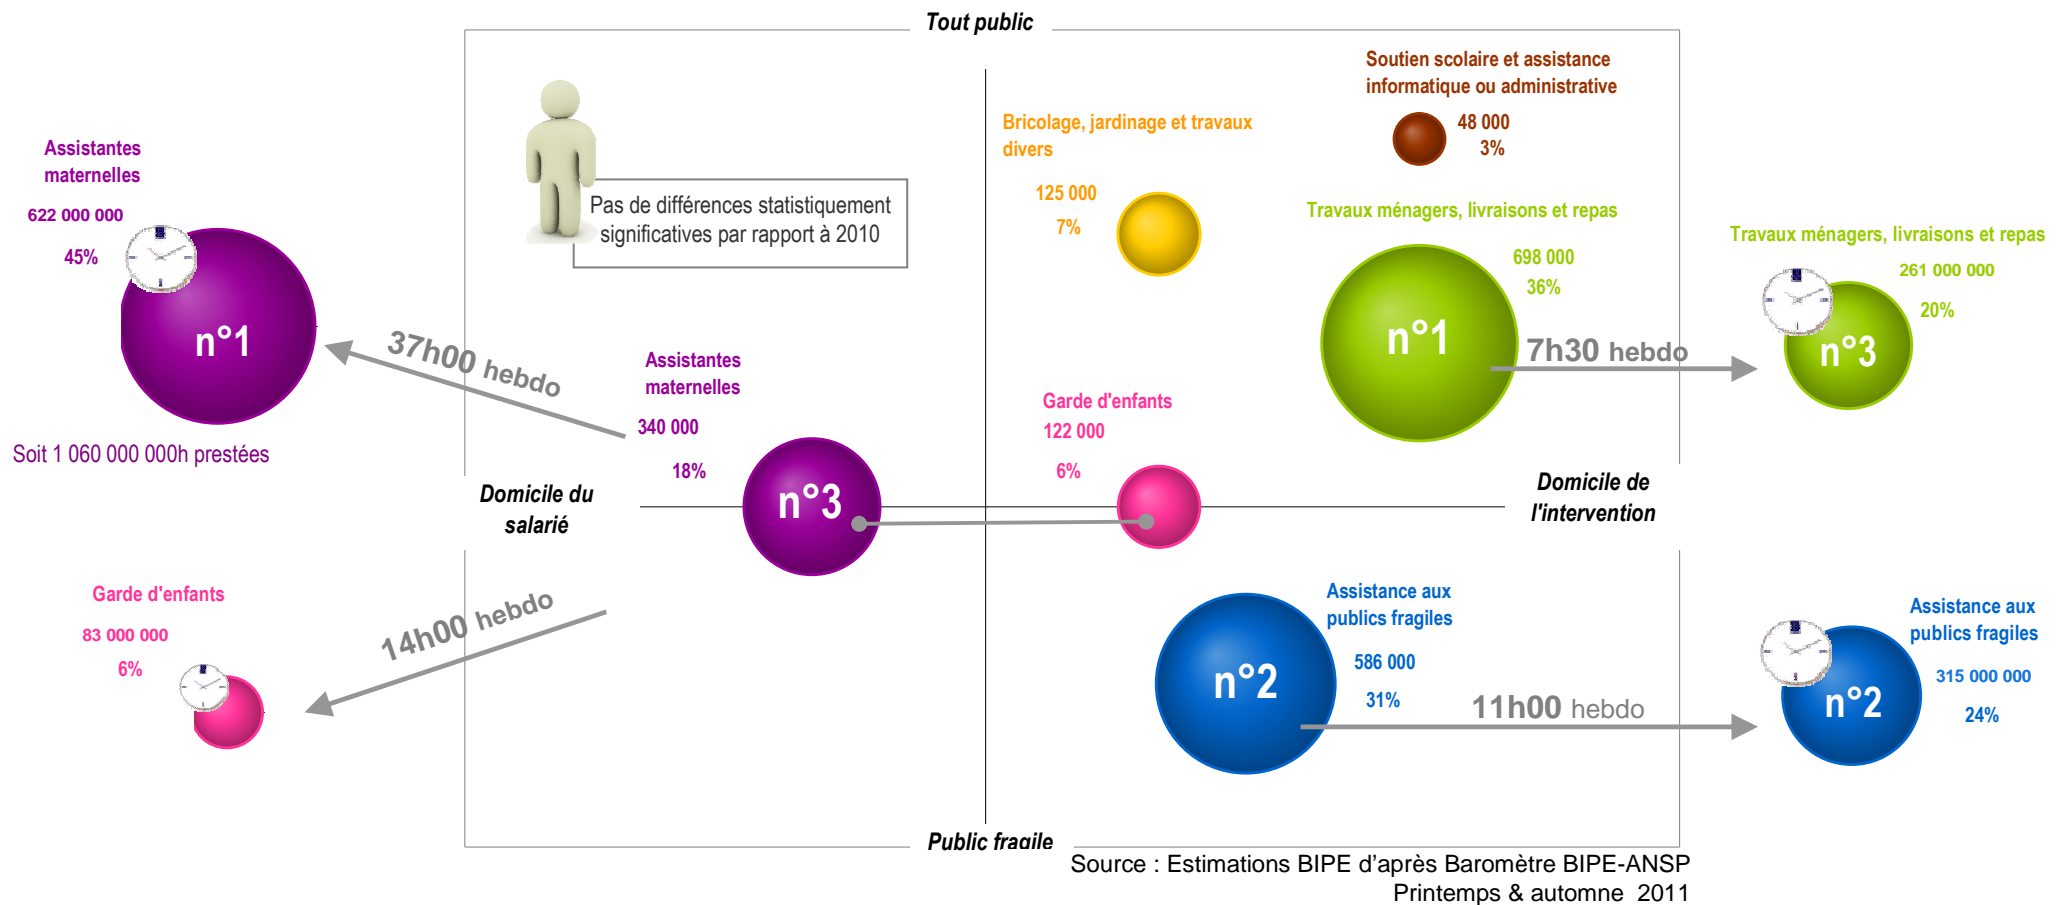 Tout public
Soutien scolaire et assistance
informatique ou administrative
48 000
3%
Bricolage, jardinage et travaux
divers
125 000
7%
Assistantes
maternelles
622 000 000
45%
n°1
Soit 1 060 000 000h prestées
Pas de différences statistiquement
significatives par rapport à 2010
Travaux ménagers, livraisons et repas
698 000
36%
n°1
7h30 hebdo
Travaux ménagers, livraisons et repas
261 000 000
20%
n°3
37h00 hebdo
Assistantes
maternelles
340 000
18%
n°3
Garde d'enfants
122 000
6%
Domicile du
salarié
Domicile de
l'intervention
Garde d'enfants
83 000 000
6%
14h00 hebdo
Assistance aux
publics fragiles
586 000
31%
n°2
11h00 hebdo
Assistance aux
publics fragiles
315 000 000
24%
n°2
Public fragile
Source : Estimations BIPE d’après Baromètre BIPE-ANSP
Printemps & automne 2011